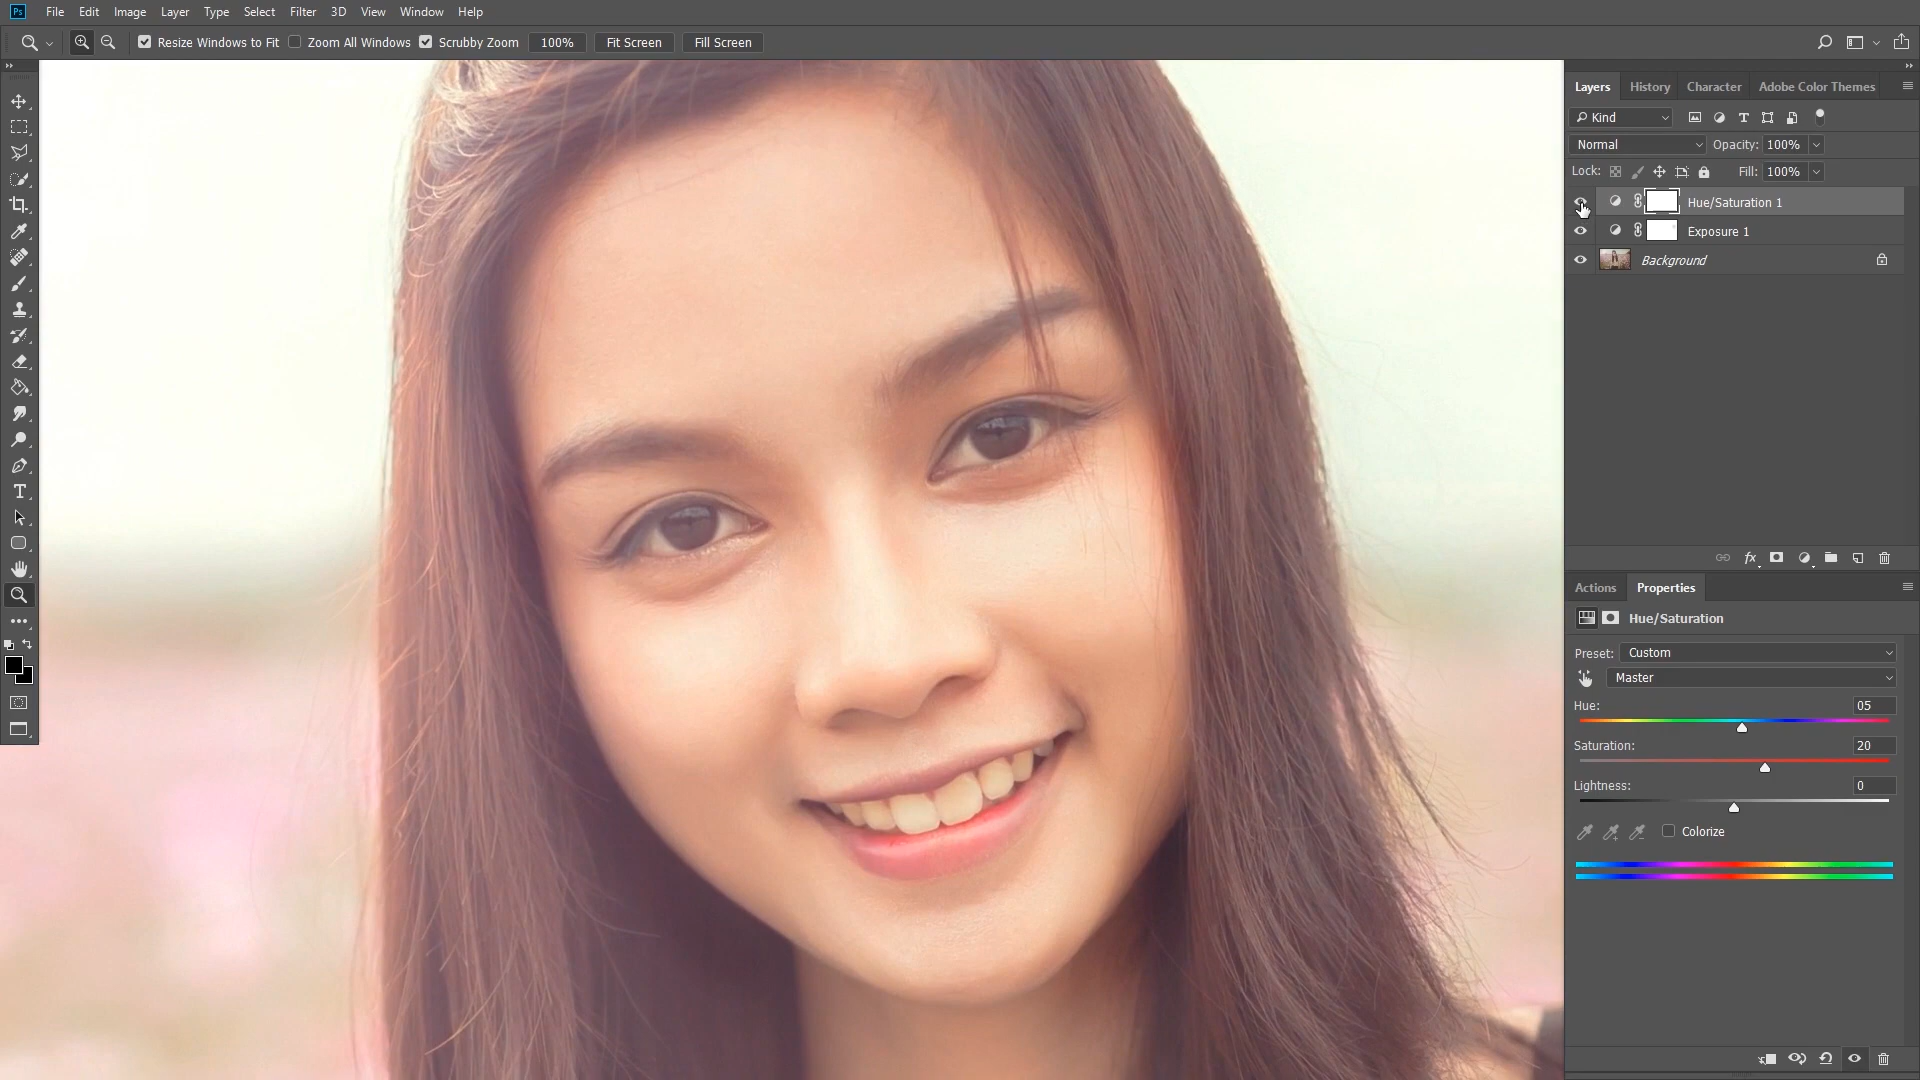 Ps File Edit Image Layer Type Select Filter 3D View Window Help
Resize Windows to Fit Zoom All Windows Scrubby Zoom 100% Fit Screen Fill Screen
Layers History Character Adobe Color Themes
Kind
Normal Opacity: 100%
Lock: Fill: 100%
Hue/Saturation 1
Exposure 1
Background
fx
Actions Properties
Hue/Saturation
Preset: Custom
Master
Hue: 05
Saturation: 20
Lightness: 0
Colorize